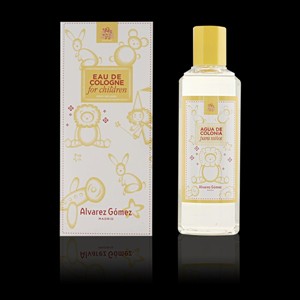 EAU DE
COLOGNE
for children
Alvarez Gómez
MADRID
AGUA DE
COLONIA
para niños
Alvarez Gómez